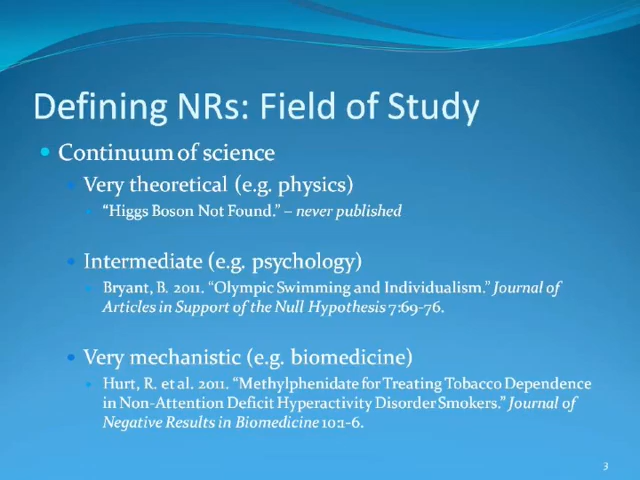 Defining NRs: Field of Study
Continuum of science
Very theoretical (e.g. physics)
“Higgs Boson Not Found.” – never published
Intermediate (e.g. psychology)
Bryant, B. 2011. “Olympic Swimming and Individualism.” Journal of
Articles in Support of the Null Hypothesis 7:69-76.
Very mechanistic (e.g. biomedicine)
Hurt, R. et al. 2011. “Methylphenidate for Treating Tobacco Dependence
in Non-Attention Deficit Hyperactivity Disorder Smokers.” Journal of
Negative Results in Biomedicine 10:1-6.
3